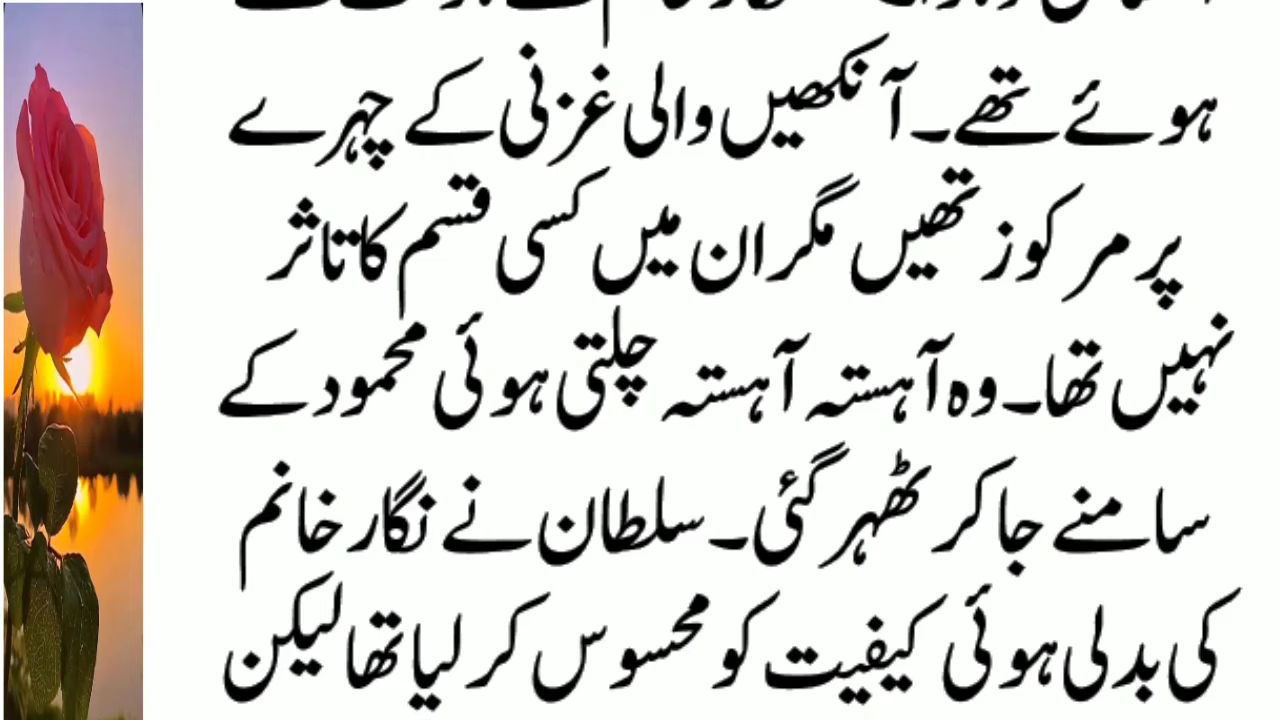 ہوئے تھے۔ آنکھیں والی غزنی کے چہرے
پر مرکوز تھیں مگر ان میں کسی قسم کا تاثر
نہیں تھا۔ وہ آہستہ آہستہ چلتی ہوئی محمود کے
سامنے جا کر ٹھہر گئی۔ سلطان نے نگار خانم
کی بدلی ہوئی کیفیت کو محسوس کر لیا تھا لیکن